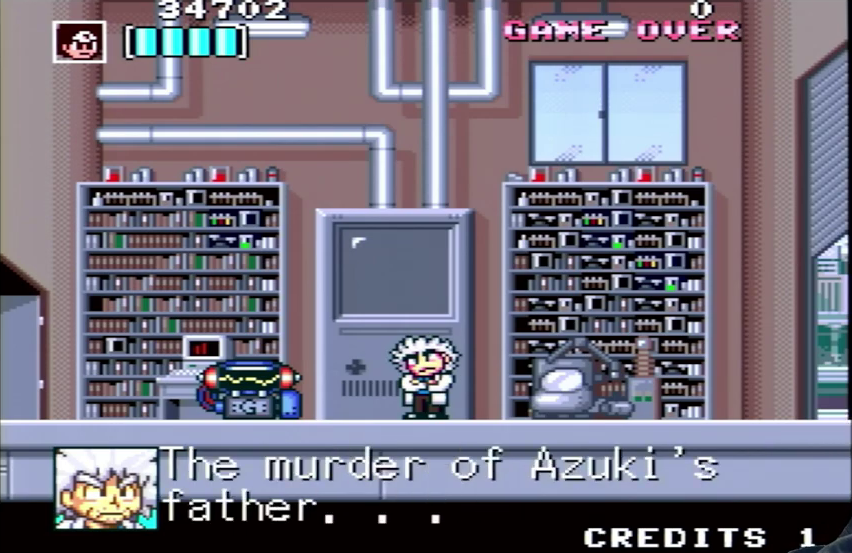 34702
0
GAME OVER
The murder of Azuki's
father. . .
CREDITS 1